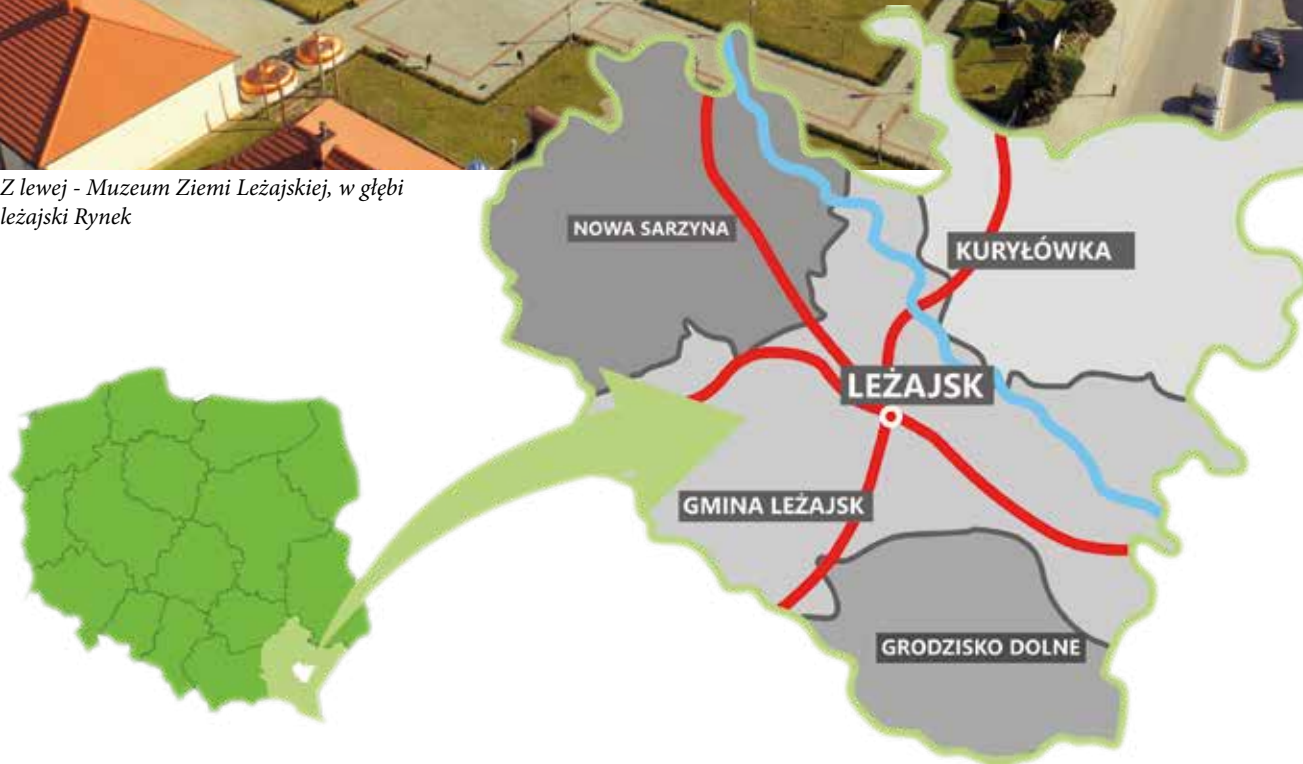 Z lewej - Muzeum Ziemi Leżajskiej, w głębi
leżajski Rynek
NOWA SARZYNA
KURYŁÓWKA
LEŻAJSK
GMINA LEŻAJSK
GRODZISKO DOLNE